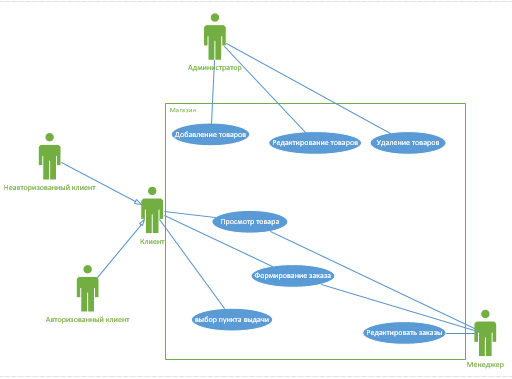 Администратор
Магазин
Добавление товаров
Редактирование товаров
Удаление товаров
Неавторизованный клиент
Клиент
Просмотр товара
Формирование заказа
Авторизованный клиент
выбор пункта выдачи
Редактировать заказы
Менеджер